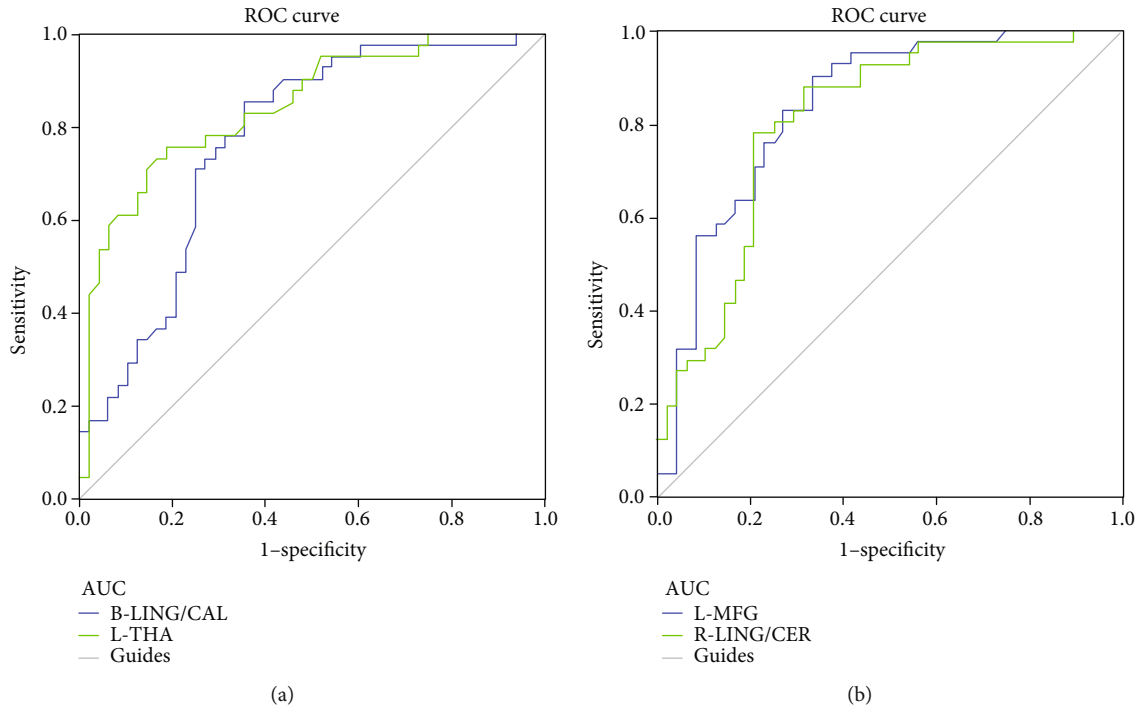 ROC curve
1.0
0.8
0.6
0.4
0.2
0.0
Sensitivity
0.0 0.2 0.4 0.6 0.8 1.0
1–specificity
AUC
B-LING/CAL
L-THA
Guides
(a)
ROC curve
1.0
0.8
0.6
0.4
0.2
0.0
Sensitivity
0.0 0.2 0.4 0.6 0.8 1.0
1–specificity
AUC
L-MFG
R-LING/CER
Guides
(b)